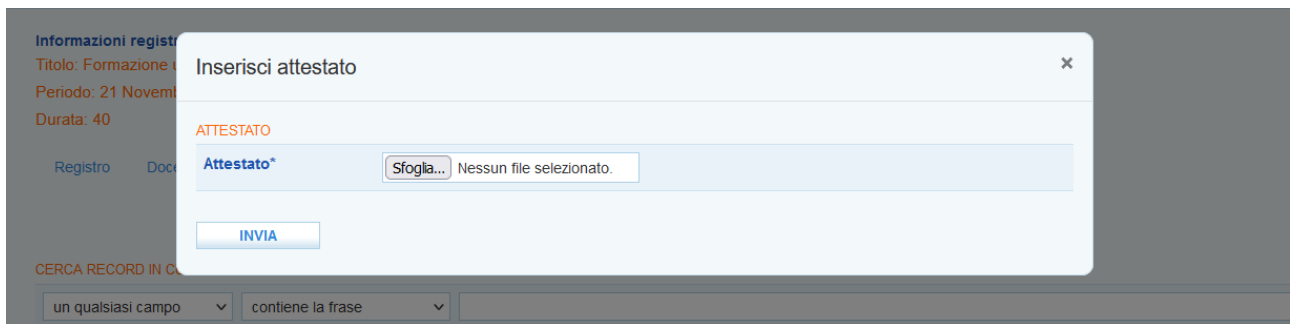 Informazioni registr
Titolo: Formazione
Periodo: 21 Novemb
Durata: 40
Registro Doce
Inserisci attestato ×
ATTESTATO
Attestato* Sfoglia... Nessun file selezionato.
INVIA
CERCA RECORD IN
un qualsiasi campo contiene la frase